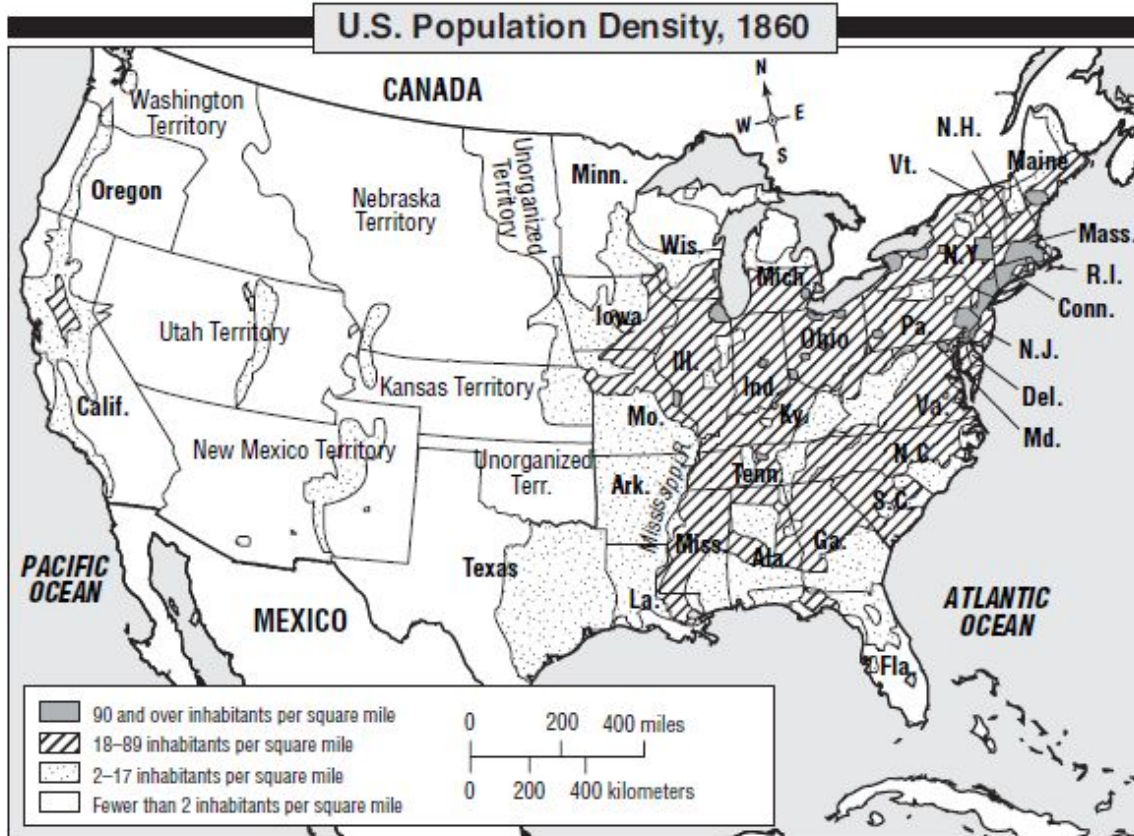 U.S. Population Density, 1860
CANADA
N
W E
S
Washington
Territory
Oregon
Nebraska
Territory
Unorganized
Territory
Minn.
Wis.
Mich.
N.H.
Vt.
Maine
Mass.
N.Y.
R.I.
Conn.
Iowa
Ohio
Pa.
N.J.
Utah Territory
Ill.
Ind.
Del.
Kansas Territory
Calif.
Mo.
Ky.
Va.
Md.
New Mexico Territory
Unorganized
Terr.
Ark.
Mississippi R.
Tenn.
N.C.
S.C.
PACIFIC
OCEAN
Texas
Miss.
Ala.
Ga.
La.
MEXICO
ATLANTIC
OCEAN
Fla.
90 and over inhabitants per square mile
18–89 inhabitants per square mile
2–17 inhabitants per square mile
Fewer than 2 inhabitants per square mile
0 200 400 miles
0 200 400 kilometers